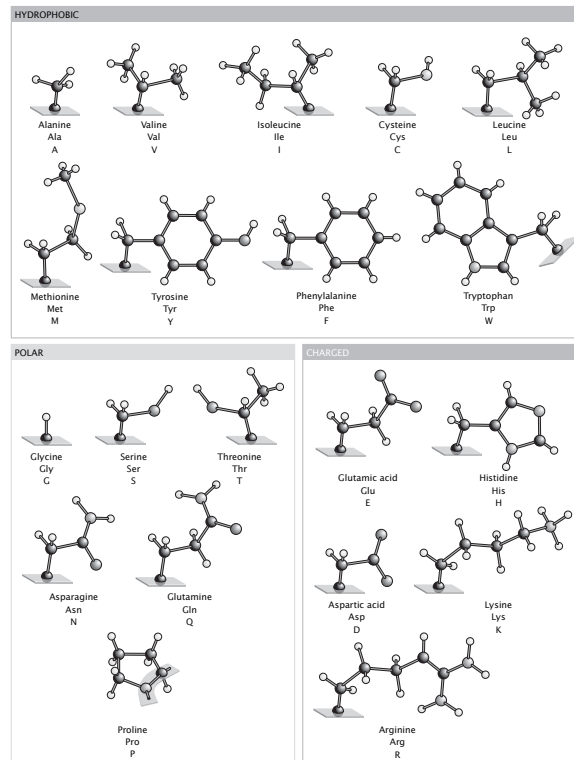 HYDROPHOBIC
Alanine
Ala
A
Valine
Val
V
Isoleucine
Ile
I
Cysteine
Cys
C
Leucine
Leu
L
Methionine
Met
M
Tyrosine
Tyr
Y
Phenylalanine
Phe
F
Tryptophan
Trp
W
POLAR
Glycine
Gly
G
Serine
Ser
S
Threonine
Thr
T
Asparagine
Asn
N
Glutamine
Gln
Q
Proline
Pro
P
CHARGED
Glutamic acid
Glu
E
Histidine
His
H
Aspartic acid
Asp
D
Lysine
Lys
K
Arginine
Arg
R